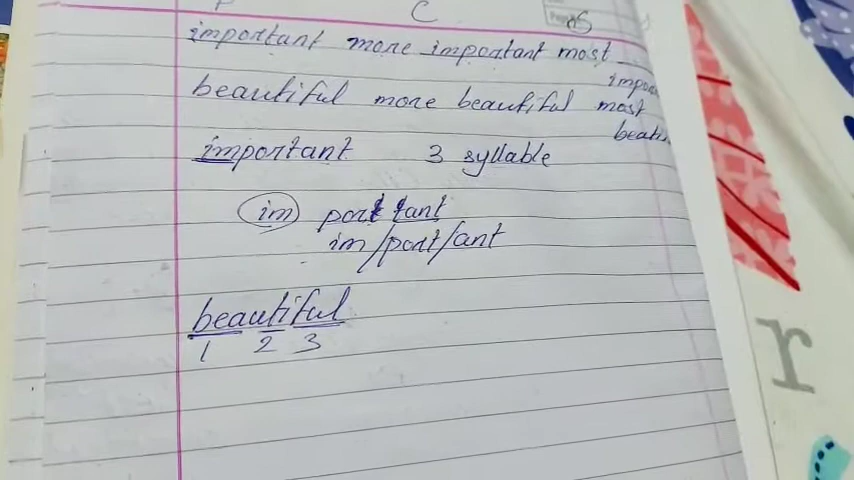 P C S
important more important most
impor
beautiful more beautiful most
beauti
important 3 syllable
im port tant
im/port/ant
beautiful
1 2 3
r